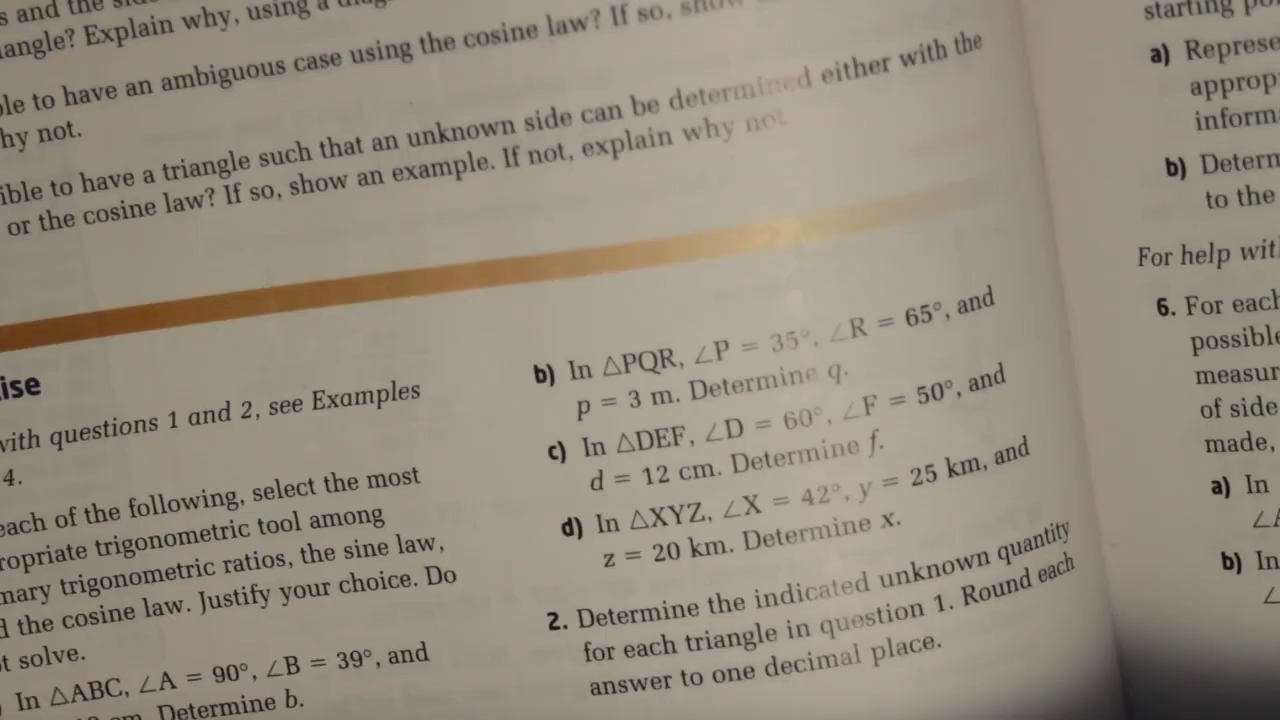 s and the
angle? Explain why, using a
ble to have an ambiguous case using the cosine law? If so, show
hy not.
ible to have a triangle such that an unknown side can be determined either with the
or the cosine law? If so, show an example. If not, explain why not.
ise
with questions 1 and 2, see Examples
4.
each of the following, select the most
ropriate trigonometric tool among
mary trigonometric ratios, the sine law,
d the cosine law. Justify your choice. Do
t solve.
In △ABC, ∠A = 90°, ∠B = 39°, and
cm. Determine b.
b) In △PQR, ∠P = 35°, ∠R = 65°, and
p = 3 m. Determine q.
c) In △DEF, ∠D = 60°, ∠F = 50°, and
d = 12 cm. Determine f.
d) In △XYZ, ∠X = 42°, y = 25 km, and
z = 20 km. Determine x.
2. Determine the indicated unknown quantity
for each triangle in question 1. Round each
answer to one decimal place.
starting
a) Represe
approp
inform
b) Determ
to the
For help with
6. For each
possible
measur
of side
made,
a) In
∠A
b) In
∠